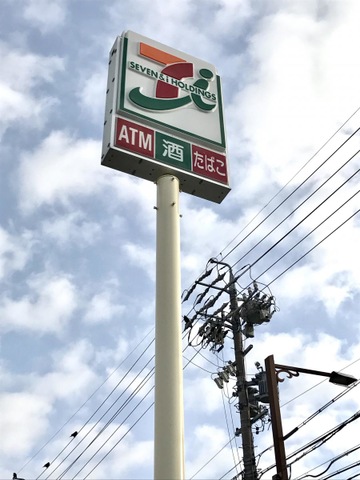 SEVEN & i HOLDINGS
ATM 酒 たばこ